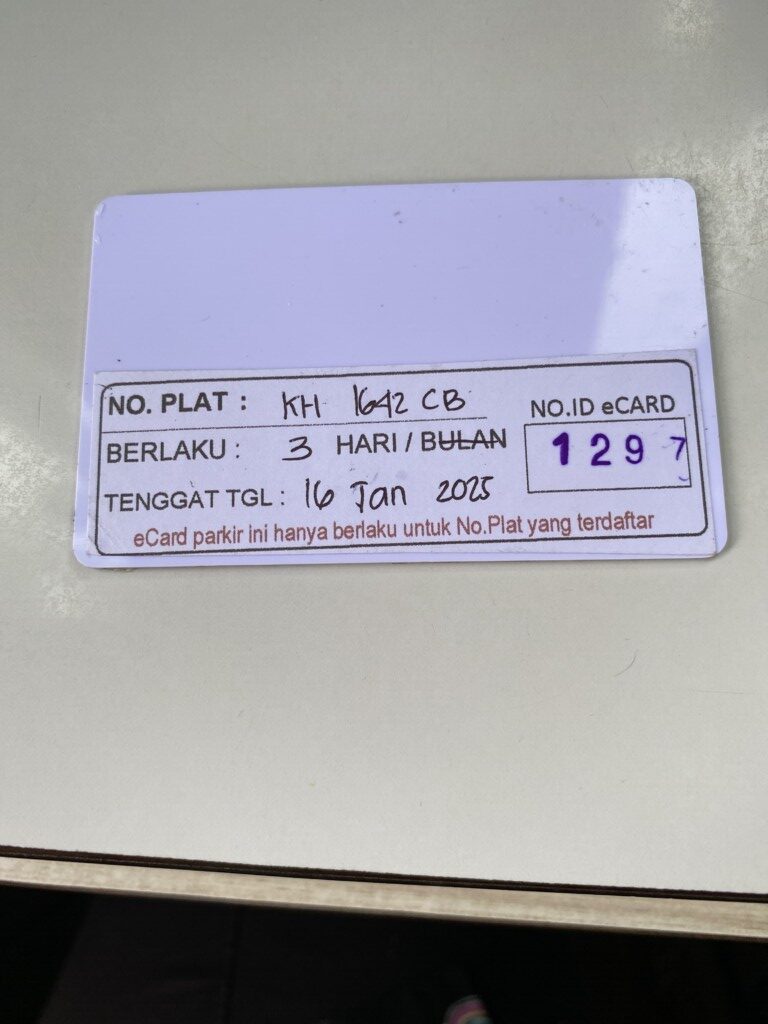 NO. PLAT : KH 1642 CB
NO.ID eCARD
BERLAKU : 3 HARI / BULAN
1297
TENGGAT TGL : 16 Jan 2025
eCard parkir ini hanya berlaku untuk No.Plat yang terdaftar